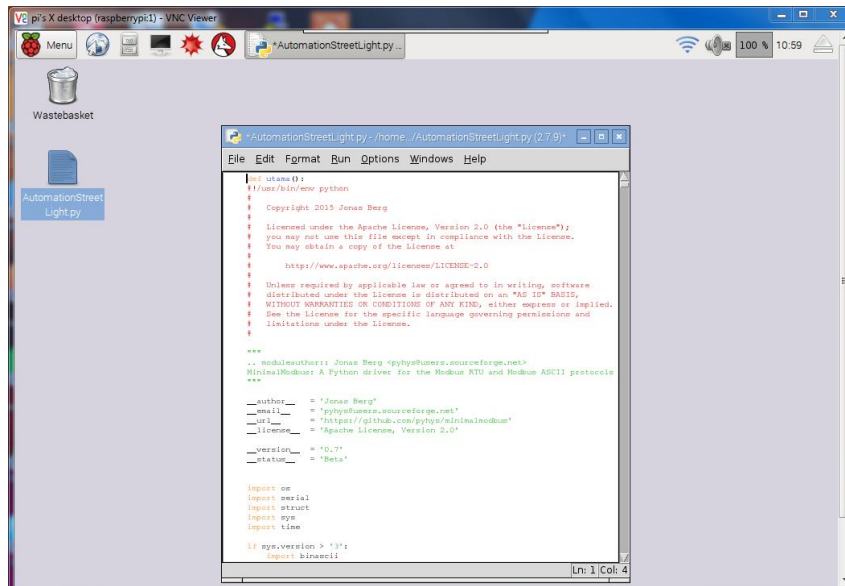 pi's X desktop (raspberrypi:1) - VNC Viewer
Menu
*AutomationStreetLight.py ...
100 %
10:59
Wastebasket
AutomationStreet
Light.py
*AutomationStreetLight.py - /home.../AutomationStreetLight.py (2.7.9)*
File Edit Format Run Options Windows Help
def utama():
#!/usr/bin/env python
#
#   Copyright 2015 Jonas Berg
#
#   Licensed under the Apache License, Version 2.0 (the "License");
#   you may not use this file except in compliance with the License.
#   You may obtain a copy of the License at
#
#       http://www.apache.org/licenses/LICENSE-2.0
#
#   Unless required by applicable law or agreed to in writing, software
#   distributed under the License is distributed on an "AS IS" BASIS,
#   WITHOUT WARRANTIES OR CONDITIONS OF ANY KIND, either express or implied.
#   See the License for the specific language governing permissions and
#   limitations under the License.
#
"""
.. moduleauthor:: Jonas Berg <pyhys@users.sourceforge.net>
MinimalModbus: A Python driver for the Modbus RTU and Modbus ASCII protocols
"""
__author__   = 'Jonas Berg'
__email__    = 'pyhys@users.sourceforge.net'
__url__      = 'https://github.com/pyhys/minimalmodbus'
__license__  = 'Apache License, Version 2.0'
__version__  = '0.7'
__status__   = 'Beta'
import os
import serial
import struct
import sys
import time
if sys.version > '3':
    import binascii
Ln: 1 Col: 4